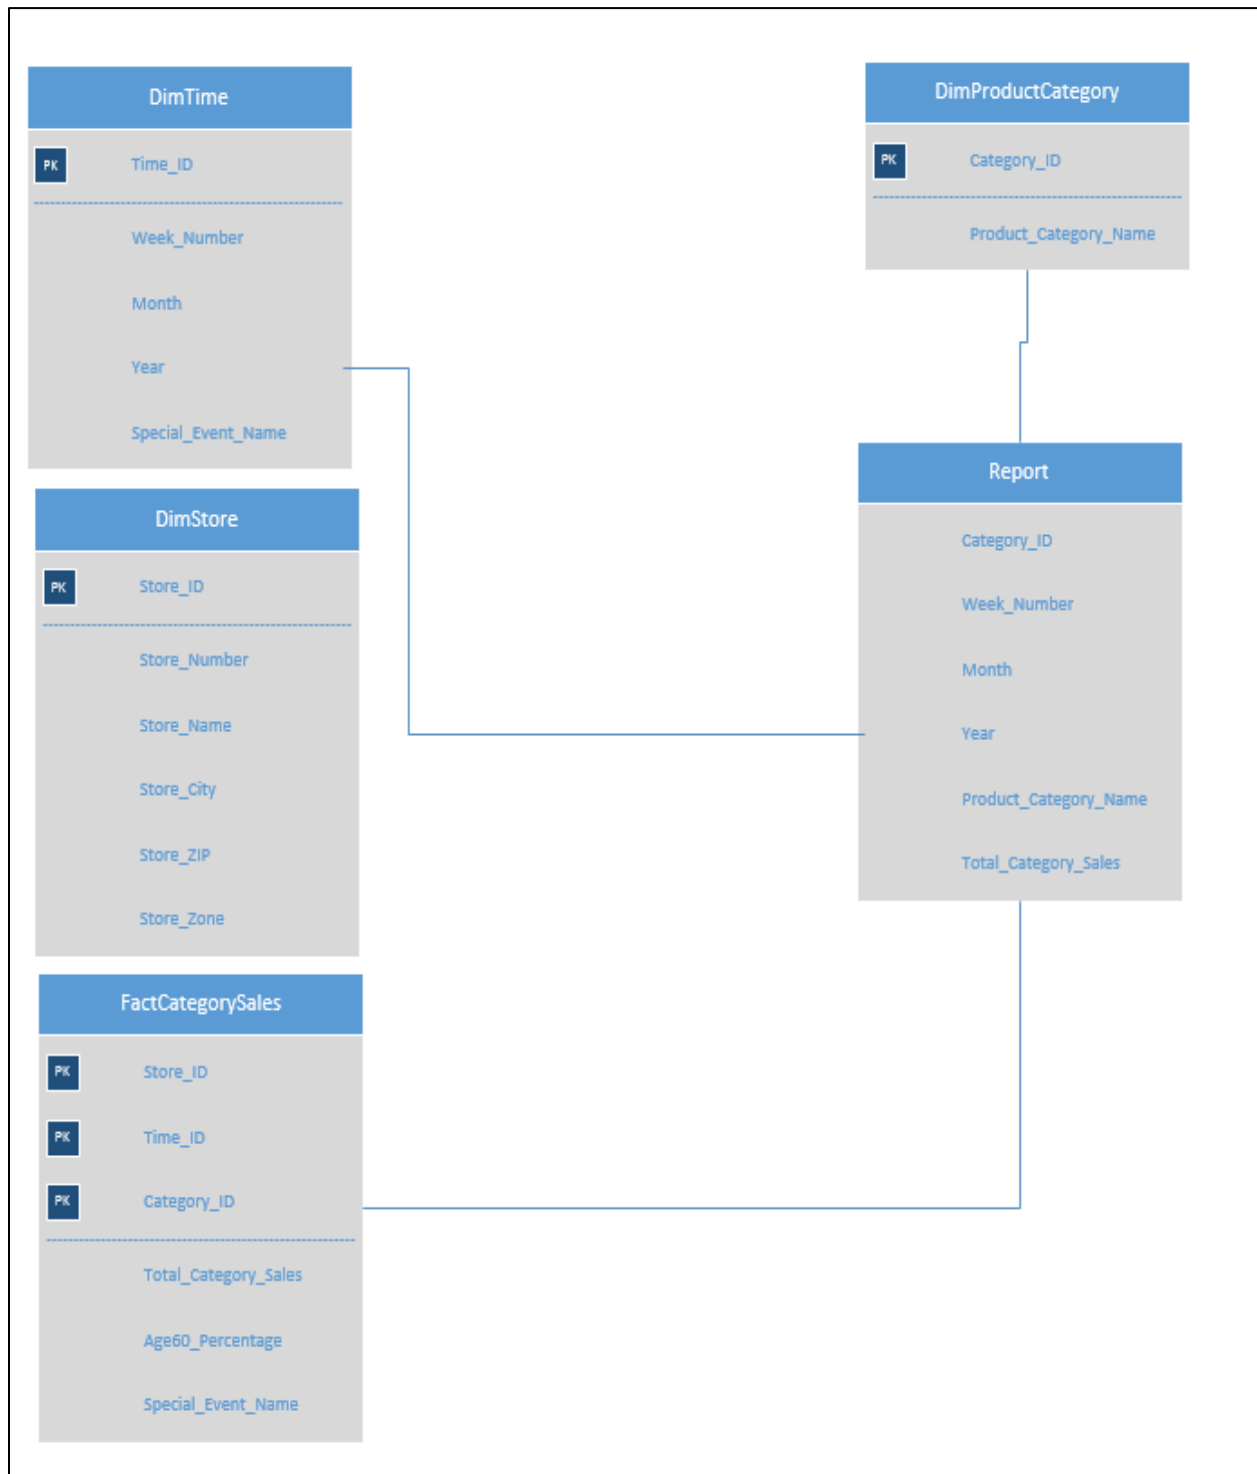 DimTime
PK Time_ID
Week_Number
Month
Year
Special_Event_Name
DimStore
PK Store_ID
Store_Number
Store_Name
Store_City
Store_ZIP
Store_Zone
FactCategorySales
PK Store_ID
PK Time_ID
PK Category_ID
Total_Category_Sales
Age60_Percentage
Special_Event_Name
DimProductCategory
PK Category_ID
Product_Category_Name
Report
Category_ID
Week_Number
Month
Year
Product_Category_Name
Total_Category_Sales